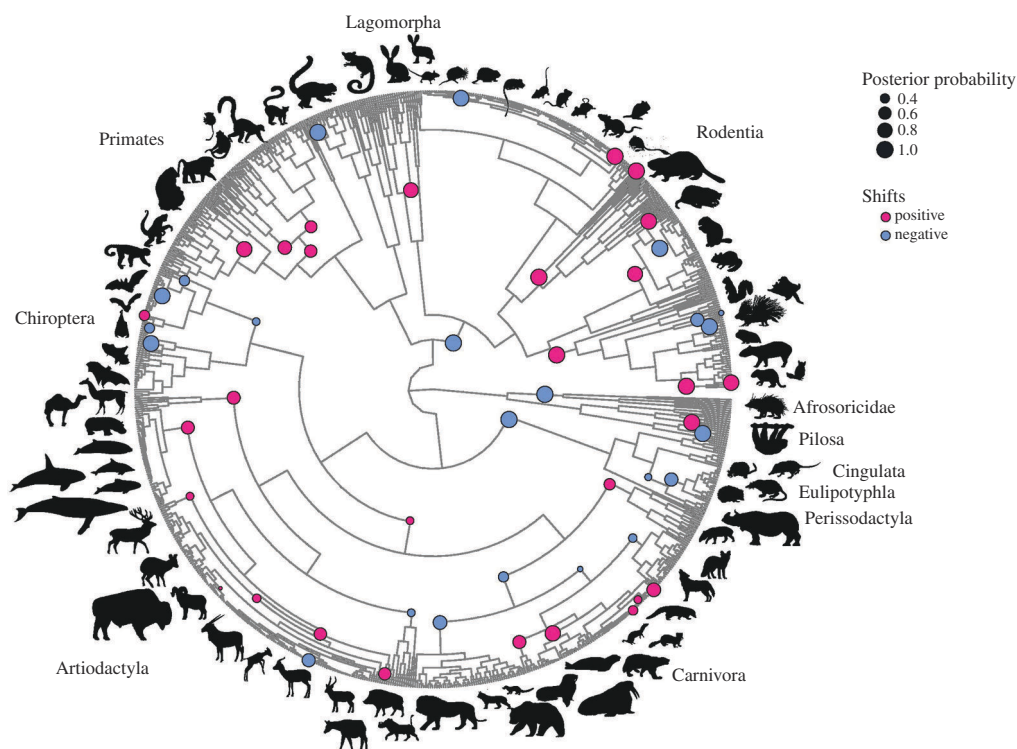 Lagomorpha
Posterior probability
0.4
0.6
0.8
1.0
Shifts
positive
negative
Primates
Rodentia
Chiroptera
Afrosoricidae
Pilosa
Cingulata
Eulipotyphla
Perissodactyla
Artiodactyla
Carnivora